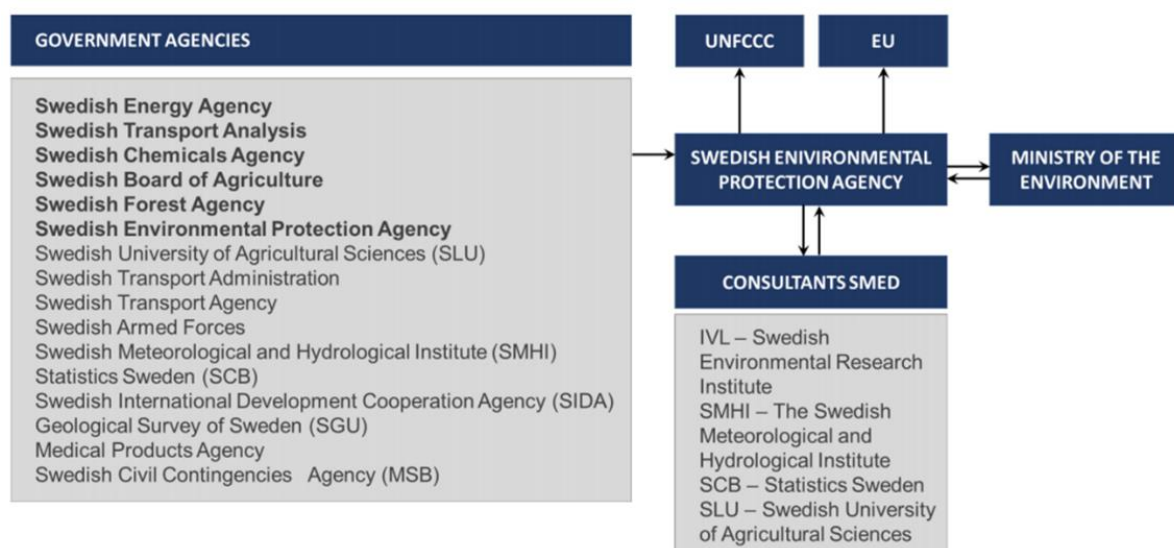 GOVERNMENT AGENCIES
Swedish Energy Agency
Swedish Transport Analysis
Swedish Chemicals Agency
Swedish Board of Agriculture
Swedish Forest Agency
Swedish Environmental Protection Agency
Swedish University of Agricultural Sciences (SLU)
Swedish Transport Administration
Swedish Transport Agency
Swedish Armed Forces
Swedish Meteorological and Hydrological Institute (SMHI)
Statistics Sweden (SCB)
Swedish International Development Cooperation Agency (SIDA)
Geological Survey of Sweden (SGU)
Medical Products Agency
Swedish Civil Contingencies Agency (MSB)
UNFCCC
EU
SWEDISH ENIVIRONMENTAL
PROTECTION AGENCY
MINISTRY OF THE
ENVIRONMENT
CONSULTANTS SMED
IVL – Swedish
Environmental Research
Institute
SMHI – The Swedish
Meteorological and
Hydrological Institute
SCB – Statistics Sweden
SLU – Swedish University
of Agricultural Sciences